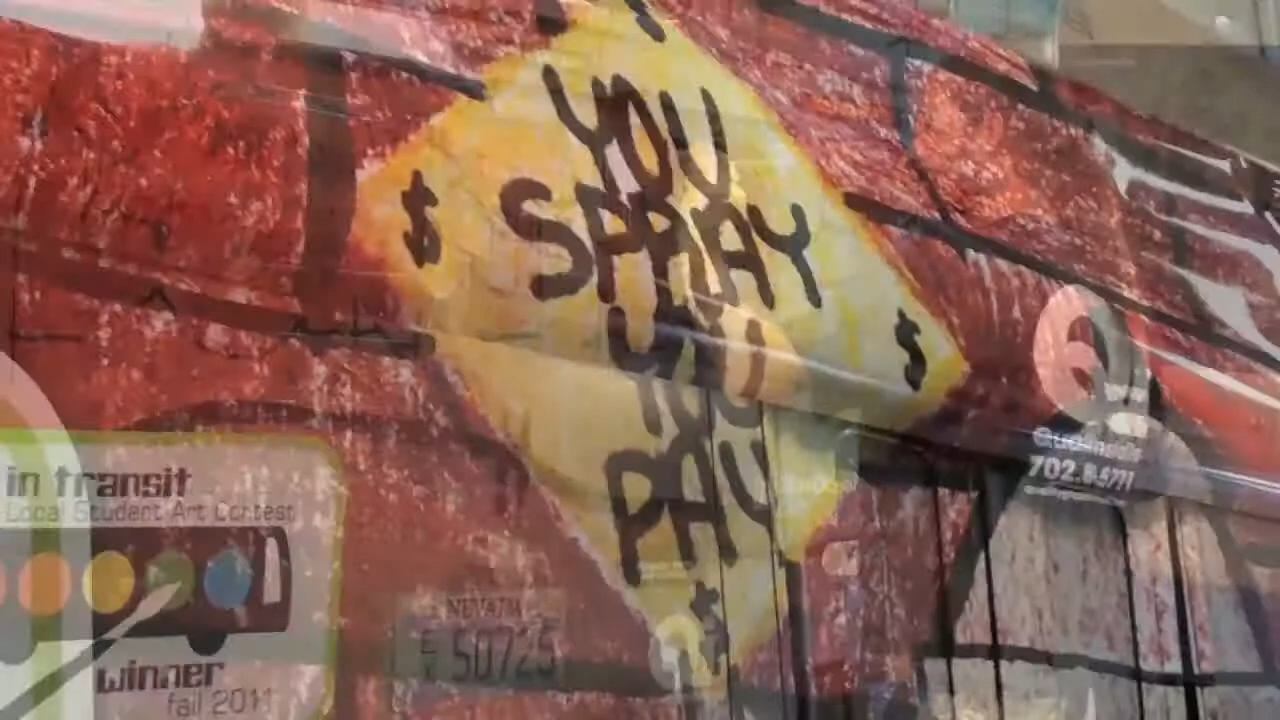 $
YOU
SPRAY
$
YOU
$
PAY
$
in transit
Local Student Art Contest
winner
fall 2011
NEVADA
50725
702.